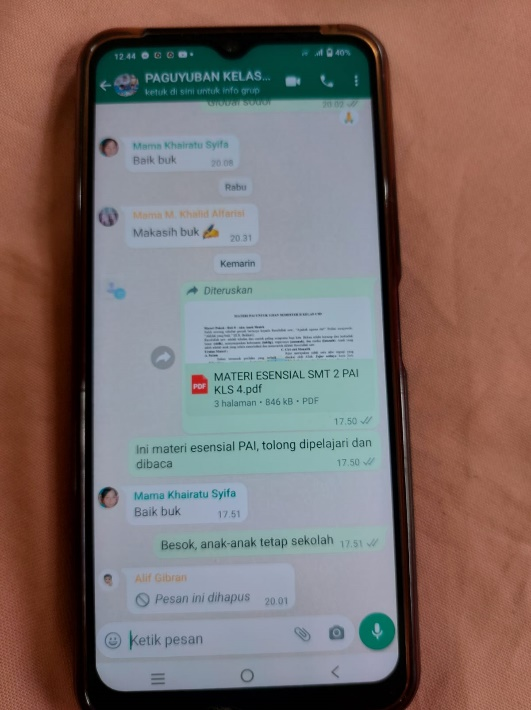 12.44
40%
PAGUYUBAN KELAS...
ketuk di sini untuk info grup
Mama Khairatu Syifa
Baik buk
20.08
Rabu
Mama M. Khalid Alfarisi
Makasih buk ✍
20.31
Kemarin
Diteruskan
PDF
MATERI ESENSIAL SMT 2 PAI
KLS 4.pdf
3 halaman • 846 kB • PDF
17.50
Ini materi esensial PAI, tolong dipelajari dan
dibaca
17.50
Mama Khairatu Syifa
Baik buk
17.51
Besok, anak-anak tetap sekolah
17.51
Alif Gibran
Pesan ini dihapus
20.01
Ketik pesan